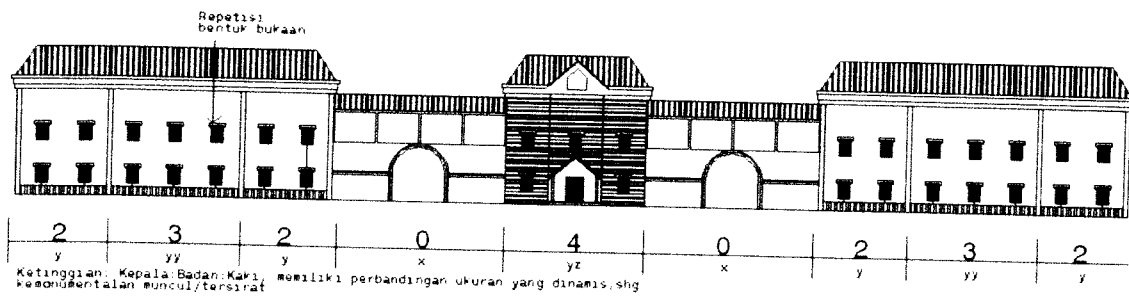 Repetisi
bentuk bukaan
2 3 2 0 4 0 2 3 2
y yy y x yz x y yy y
Ketinggian: Kepala:Badan:Kaki, memiliki perbandingan ukuran yang dinamis,shg
kemonumentalan muncul/tersirat